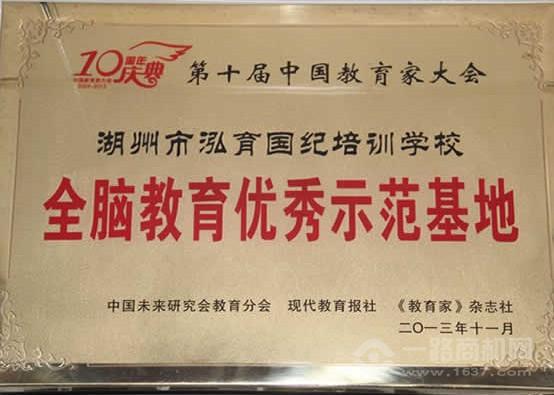 10周年庆典
第十届中国教育家大会
湖州市泓育国纪培训学校
全脑教育优秀示范基地
中国未来研究会教育分会 现代教育报社 《教育家》杂志社
二〇一三年十一月
一路商机网
www.1637.com